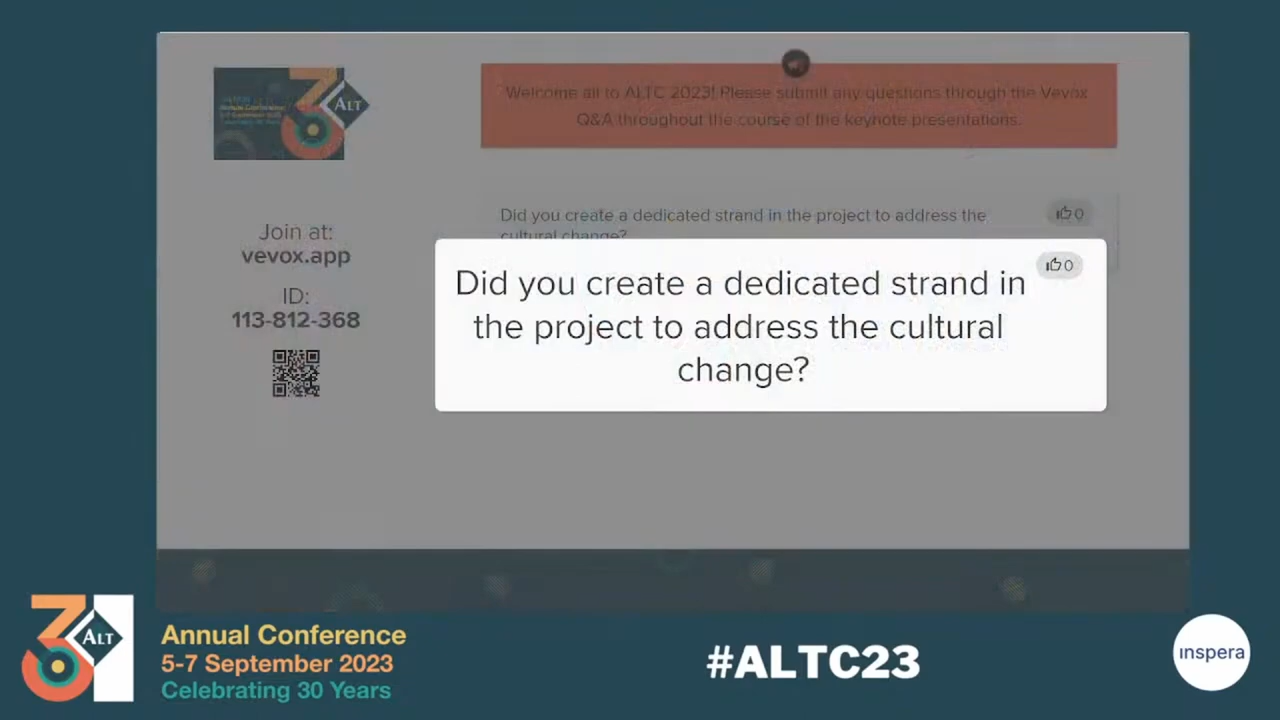 ALT
Welcome all to ALTC 2023! Please submit any questions through the Vevox
Q&A throughout the course of the keynote presentations.
Join at:
vevox.app
ID:
113-812-368
Did you create a dedicated strand in the project to address the
cultural change?
0
Did you create a dedicated strand in
the project to address the cultural
change?
0
ALT
Annual Conference
5-7 September 2023
Celebrating 30 Years
#ALTC23
inspera